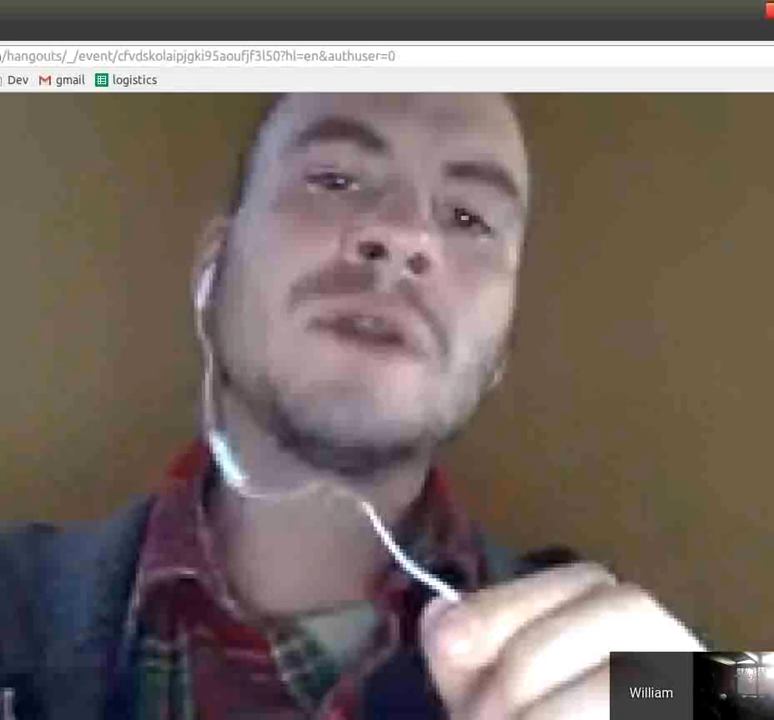 /hangouts/_/event/cfvdskolaipjgki95aoufjf3l50?hl=en&authuser=0
Dev gmail logistics
William